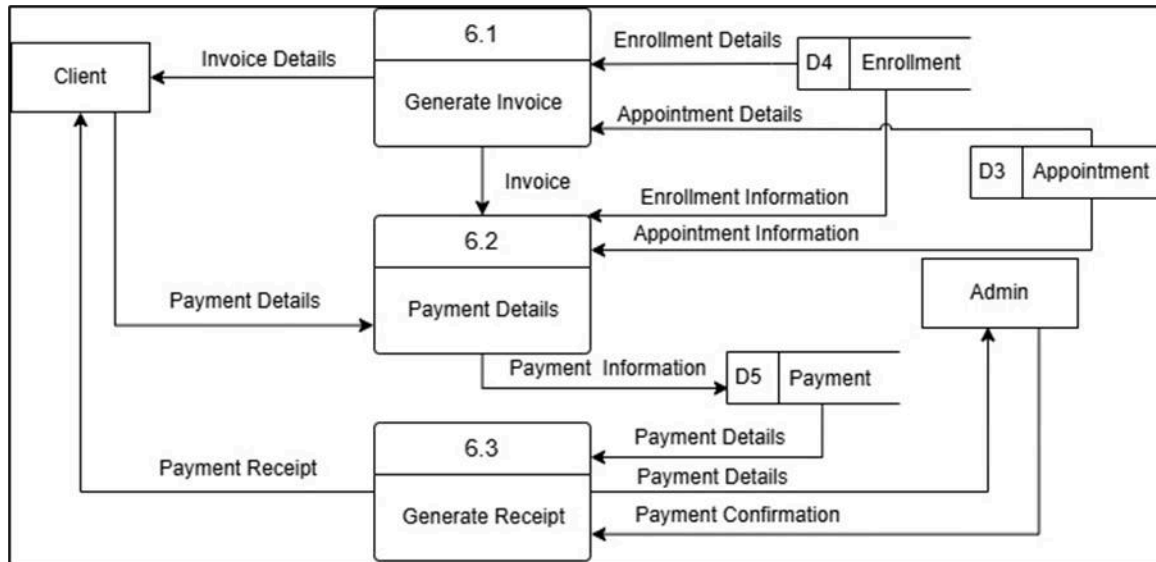 6.1
Enrollment Details
D4 Enrollment
Client
Invoice Details
Generate Invoice
Appointment Details
D3 Appointment
Invoice
Enrollment Information
6.2
Appointment Information
Payment Details
Payment Details
Admin
Payment Information
D5 Payment
6.3
Payment Details
Payment Receipt
Payment Details
Generate Receipt
Payment Confirmation